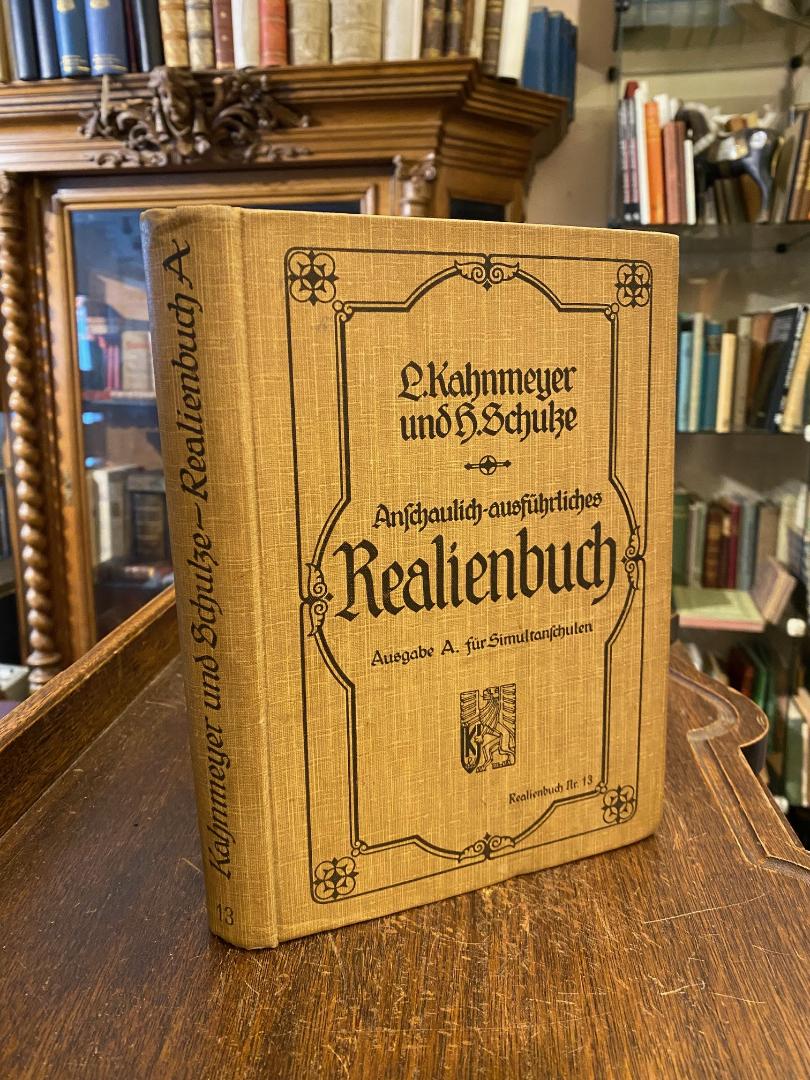 L. Kahnmeyer
und H. Schulze
Anschaulich-ausführliches
Realienbuch
Ausgabe A. für Simultanschulen
K
Realienbuch Nr. 13
Kahnmeyer und Schulze – Realienbuch A
13